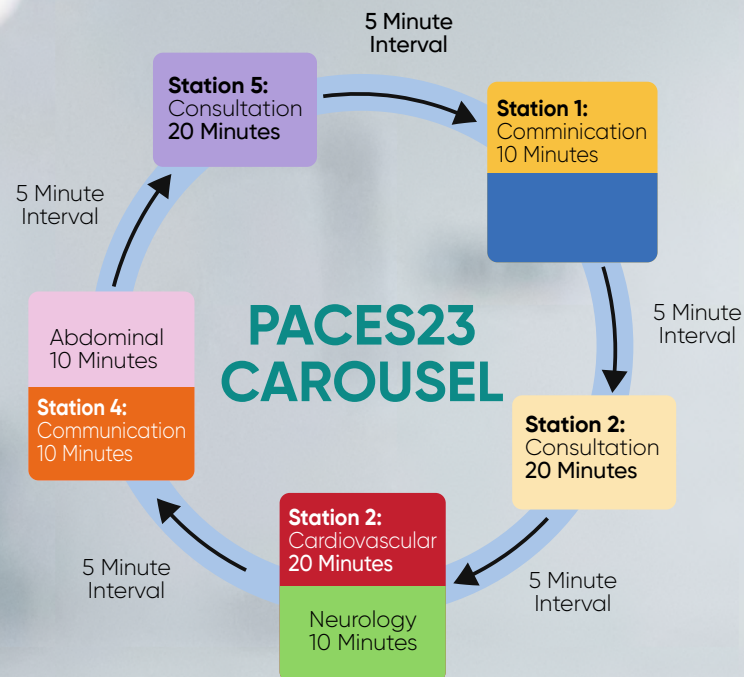 5 Minute
Interval
Station 5:
Consultation
20 Minutes
Station 1:
Comminication
10 Minutes
5 Minute
Interval
5 Minute
Interval
Abdominal
10 Minutes
Station 4:
Communication
10 Minutes
PACES23
CAROUSEL
Station 2:
Consultation
20 Minutes
Station 2:
Cardiovascular
20 Minutes
Neurology
10 Minutes
5 Minute
Interval
5 Minute
Interval